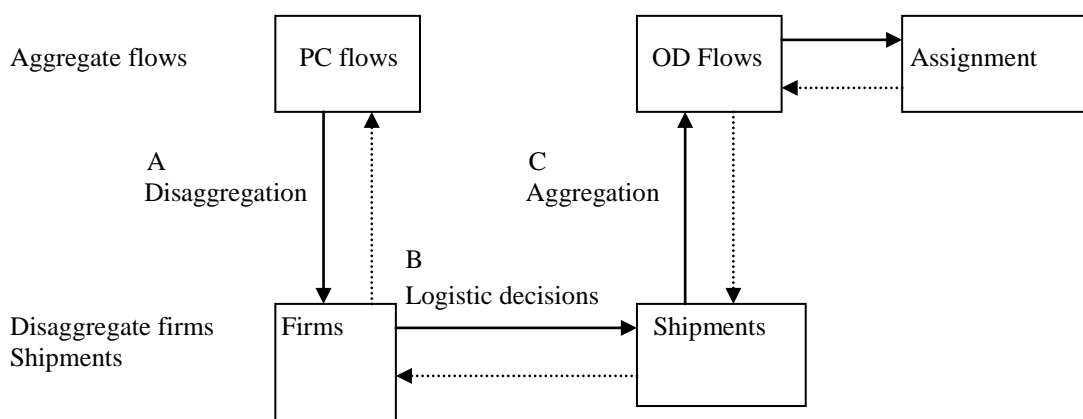 Aggregate flows
PC flows
OD Flows
Assignment
A
Disaggregation
C
Aggregation
B
Logistic decisions
Disaggregate firms
Shipments
Firms
Shipments